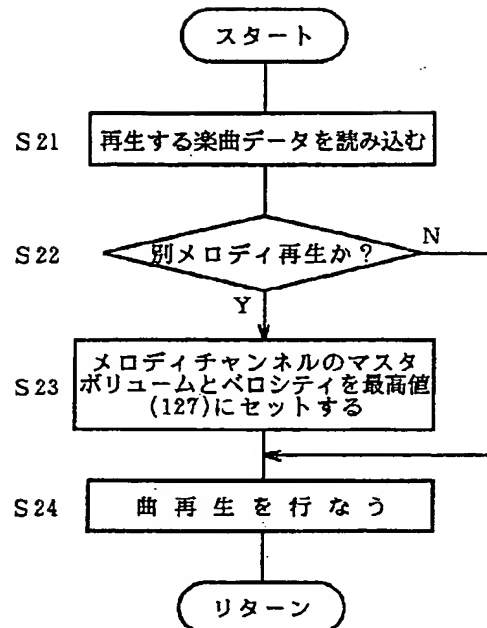 スタート
S21
再生する楽曲データを読み込む
S22
別メロディ再生か?
N
Y
S23
メロディチャンネルのマスタ
ボリュームとベロシティを最高値
(127)にセットする
S24
曲再生を行なう
リターン